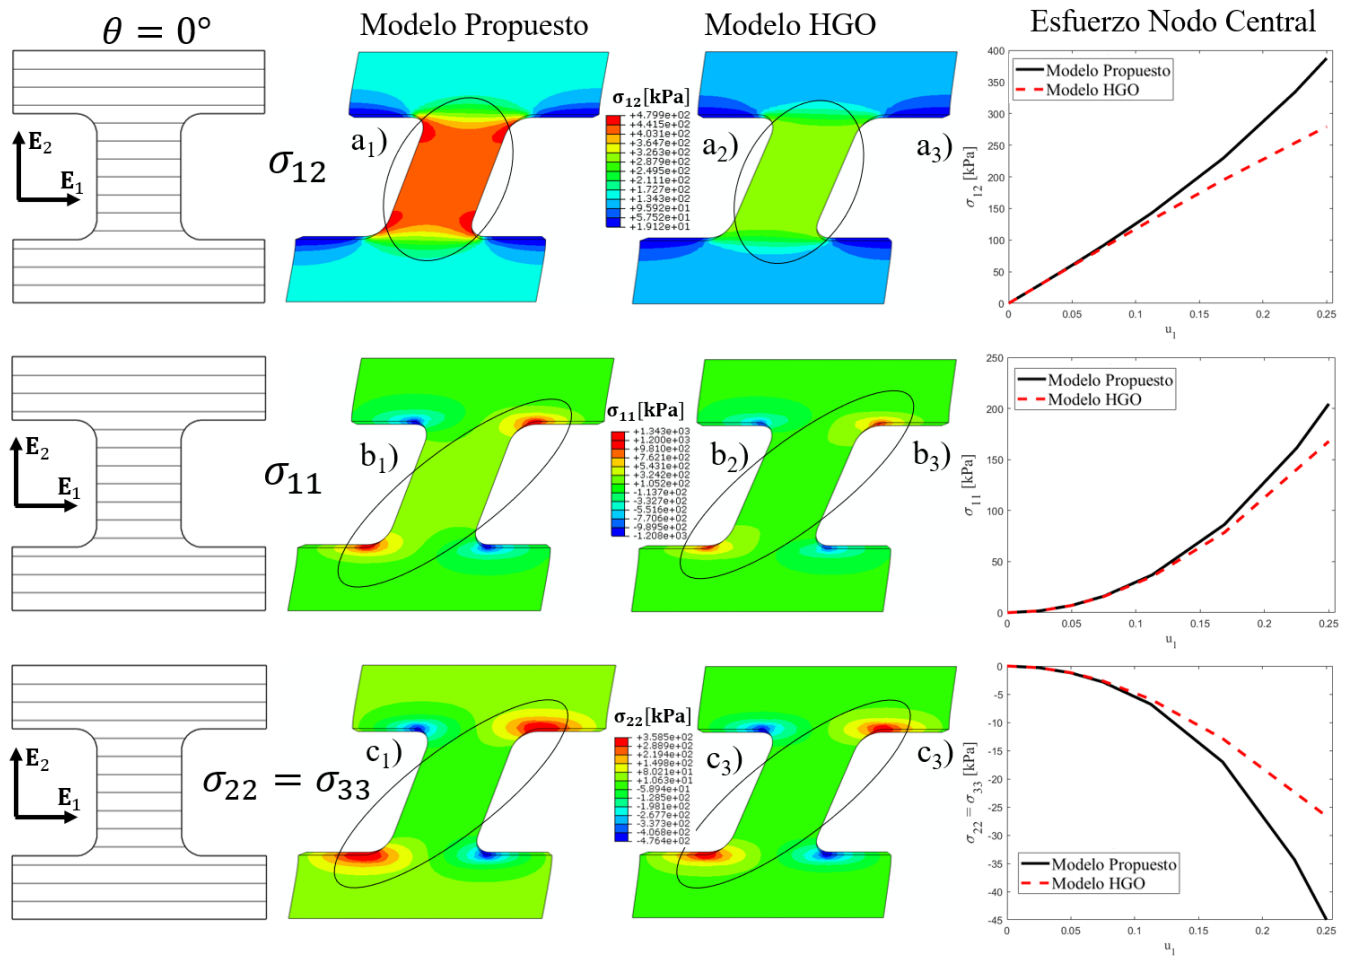 θ = 0°
Modelo Propuesto
Modelo HGO
Esfuerzo Nodo Central
E₂
E₁
σ₁₂
a₁)
σ₁₂[kPa]
+4.799e+02
+4.415e+02
+4.031e+02
+3.647e+02
+3.263e+02
+2.879e+02
+2.495e+02
+2.111e+02
+1.727e+02
+1.343e+02
+9.592e+01
+5.752e+01
+1.912e+01
a₂)
a₃)
400
350
300
250
200
150
100
50
0
σ₁₂ [kPa]
Modelo Propuesto
Modelo HGO
0
0.05
0.1
0.15
0.2
0.25
u₁
E₂
E₁
σ₁₁
b₁)
σ₁₁[kPa]
+1.343e+03
+1.200e+03
+9.810e+02
+7.621e+02
+5.431e+02
+3.242e+02
+1.052e+02
-1.137e+02
-3.327e+02
-5.516e+02
-7.706e+02
-9.895e+02
-1.208e+03
b₂)
b₃)
250
200
150
100
50
0
σ₁₁ [kPa]
Modelo Propuesto
Modelo HGO
0
0.05
0.1
0.15
0.2
0.25
u₁
E₂
E₁
σ₂₂ = σ₃₃
c₁)
σ₂₂[kPa]
+3.585e+02
+2.889e+02
+2.194e+02
+1.498e+02
+8.021e+01
+1.063e+01
-5.894e+01
-1.285e+02
-1.981e+02
-2.677e+02
-3.373e+02
-4.068e+02
-4.764e+02
c₃)
c₃)
0
-5
-10
-15
-20
-25
-30
-35
-40
-45
σ₂₂ = σ₃₃ [kPa]
Modelo Propuesto
Modelo HGO
0
0.05
0.1
0.15
0.2
0.25
u₁